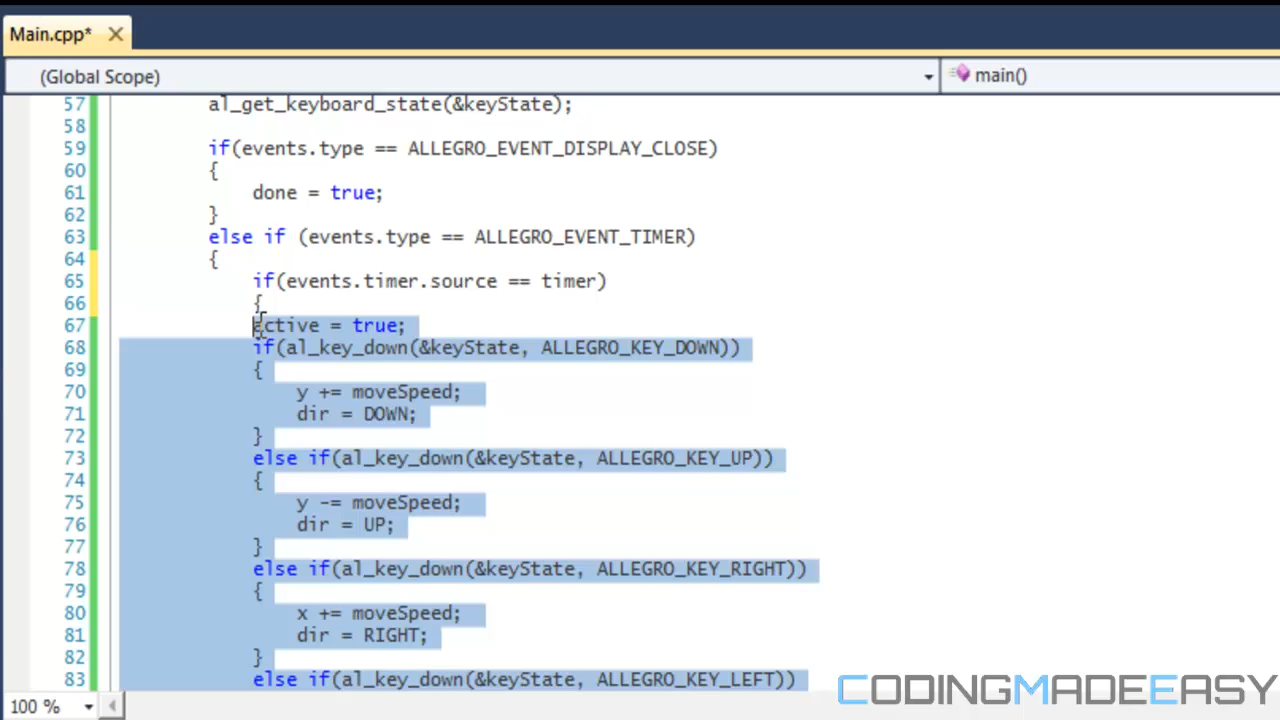 Main.cpp*
(Global Scope)
main()
57 al_get_keyboard_state(&keyState);
58
59 if(events.type == ALLEGRO_EVENT_DISPLAY_CLOSE)
60 {
61 done = true;
62 }
63 else if (events.type == ALLEGRO_EVENT_TIMER)
64 {
65 if(events.timer.source == timer)
66 {
67 active = true;
68 if(al_key_down(&keyState, ALLEGRO_KEY_DOWN))
69 {
70 y += moveSpeed;
71 dir = DOWN;
72 }
73 else if(al_key_down(&keyState, ALLEGRO_KEY_UP))
74 {
75 y -= moveSpeed;
76 dir = UP;
77 }
78 else if(al_key_down(&keyState, ALLEGRO_KEY_RIGHT))
79 {
80 x += moveSpeed;
81 dir = RIGHT;
82 }
83 else if(al_key_down(&keyState, ALLEGRO_KEY_LEFT))
100 %
CODINGMADEEASY